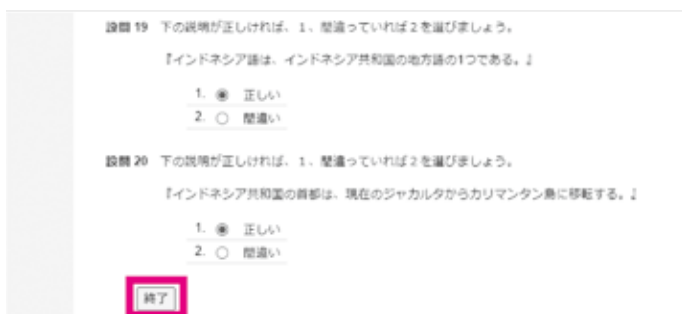 設問 19 下の説明が正しければ、1、間違っていれば2を選びましょう。
『インドネシア語は、インドネシア共和国の地方語の1つである。』
1. 正しい
2. 間違い
設問 20 下の説明が正しければ、1、間違っていれば2を選びましょう。
『インドネシア共和国の首都は、現在のジャカルタからカリマンタン島に移転する。』
1. 正しい
2. 間違い
終了